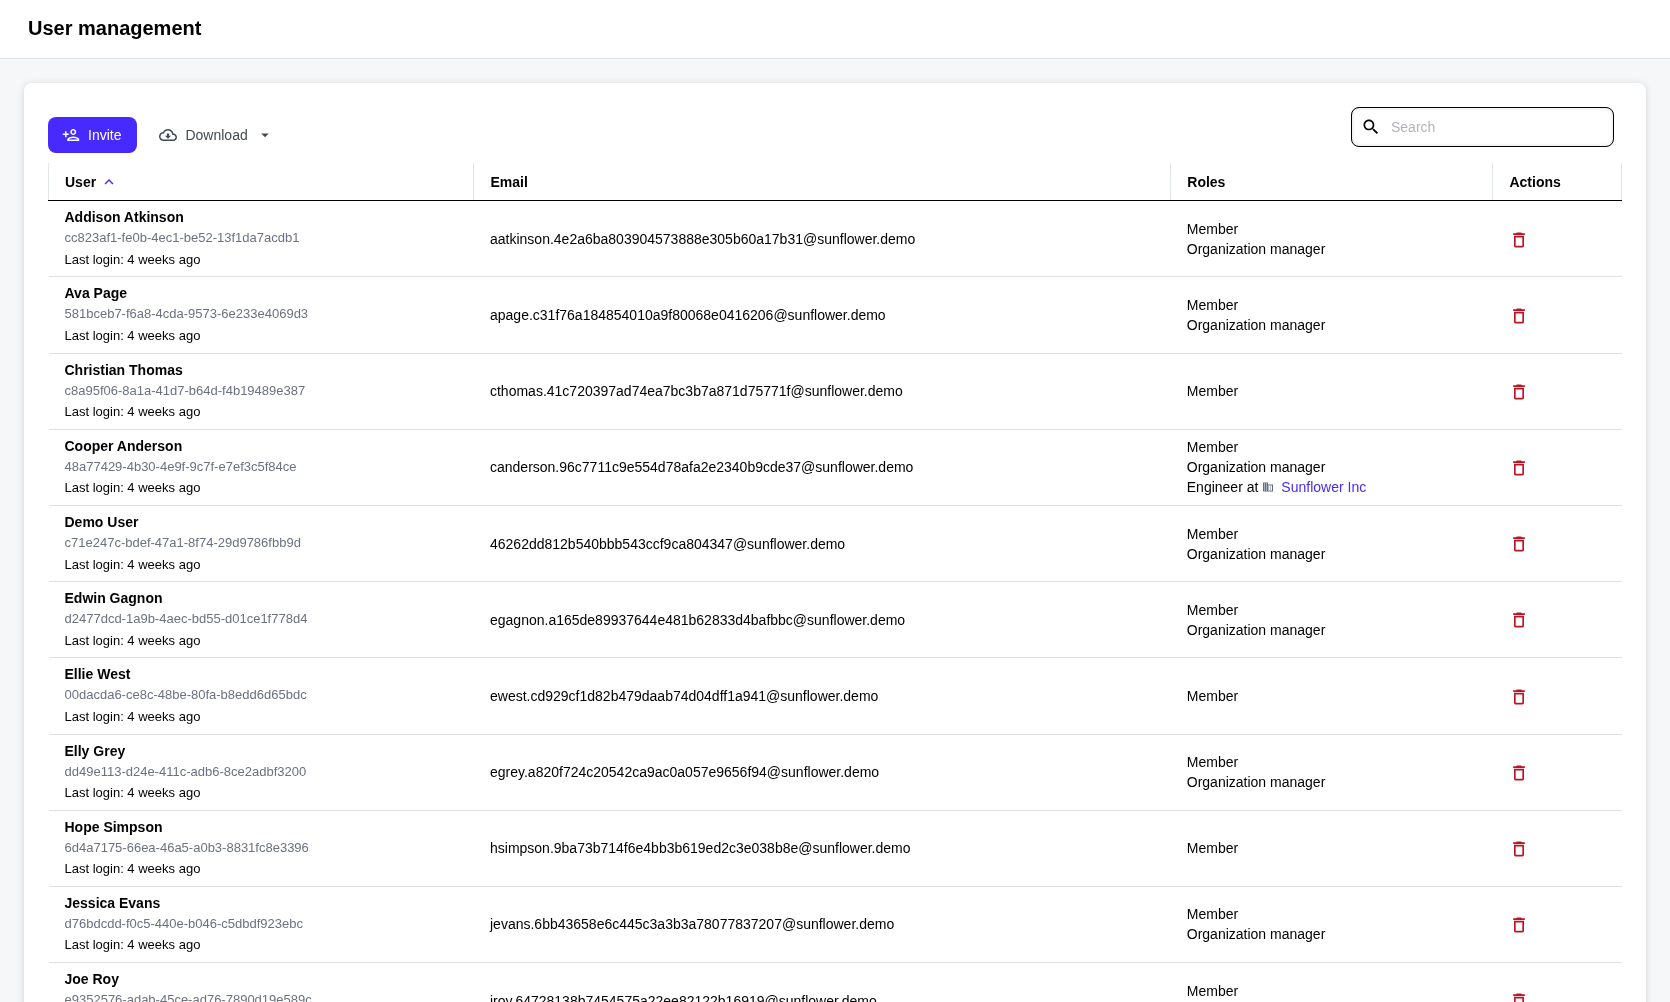 User management
Invite
Download
Search
User
Email
Roles
Actions
Addison Atkinson
cc823af1-fe0b-4ec1-be52-13f1da7acdb1
Last login: 4 weeks ago
aatkinson.4e2a6ba803904573888e305b60a17b31@sunflower.demo
Member
Organization manager
Ava Page
581bceb7-f6a8-4cda-9573-6e233e4069d3
Last login: 4 weeks ago
apage.c31f76a184854010a9f80068e0416206@sunflower.demo
Member
Organization manager
Christian Thomas
c8a95f06-8a1a-41d7-b64d-f4b19489e387
Last login: 4 weeks ago
cthomas.41c720397ad74ea7bc3b7a871d75771f@sunflower.demo
Member
Cooper Anderson
48a77429-4b30-4e9f-9c7f-e7ef3c5f84ce
Last login: 4 weeks ago
canderson.96c7711c9e554d78afa2e2340b9cde37@sunflower.demo
Member
Organization manager
Engineer at Sunflower Inc
Demo User
c71e247c-bdef-47a1-8f74-29d9786fbb9d
Last login: 4 weeks ago
46262dd812b540bbb543ccf9ca804347@sunflower.demo
Member
Organization manager
Edwin Gagnon
d2477dcd-1a9b-4aec-bd55-d01ce1f778d4
Last login: 4 weeks ago
egagnon.a165de89937644e481b62833d4bafbbc@sunflower.demo
Member
Organization manager
Ellie West
00dacda6-ce8c-48be-80fa-b8edd6d65bdc
Last login: 4 weeks ago
ewest.cd929cf1d82b479daab74d04dff1a941@sunflower.demo
Member
Elly Grey
dd49e113-d24e-411c-adb6-8ce2adbf3200
Last login: 4 weeks ago
egrey.a820f724c20542ca9ac0a057e9656f94@sunflower.demo
Member
Organization manager
Hope Simpson
6d4a7175-66ea-46a5-a0b3-8831fc8e3396
Last login: 4 weeks ago
hsimpson.9ba73b714f6e4bb3b619ed2c3e038b8e@sunflower.demo
Member
Jessica Evans
d76bdcdd-f0c5-440e-b046-c5dbdf923ebc
Last login: 4 weeks ago
jevans.6bb43658e6c445c3a3b3a78077837207@sunflower.demo
Member
Organization manager
Joe Roy
e9352576-adab-45ce-ad76-7890d19e589c
jroy.64728138b7454575a22ee82122b16919@sunflower.demo
Member